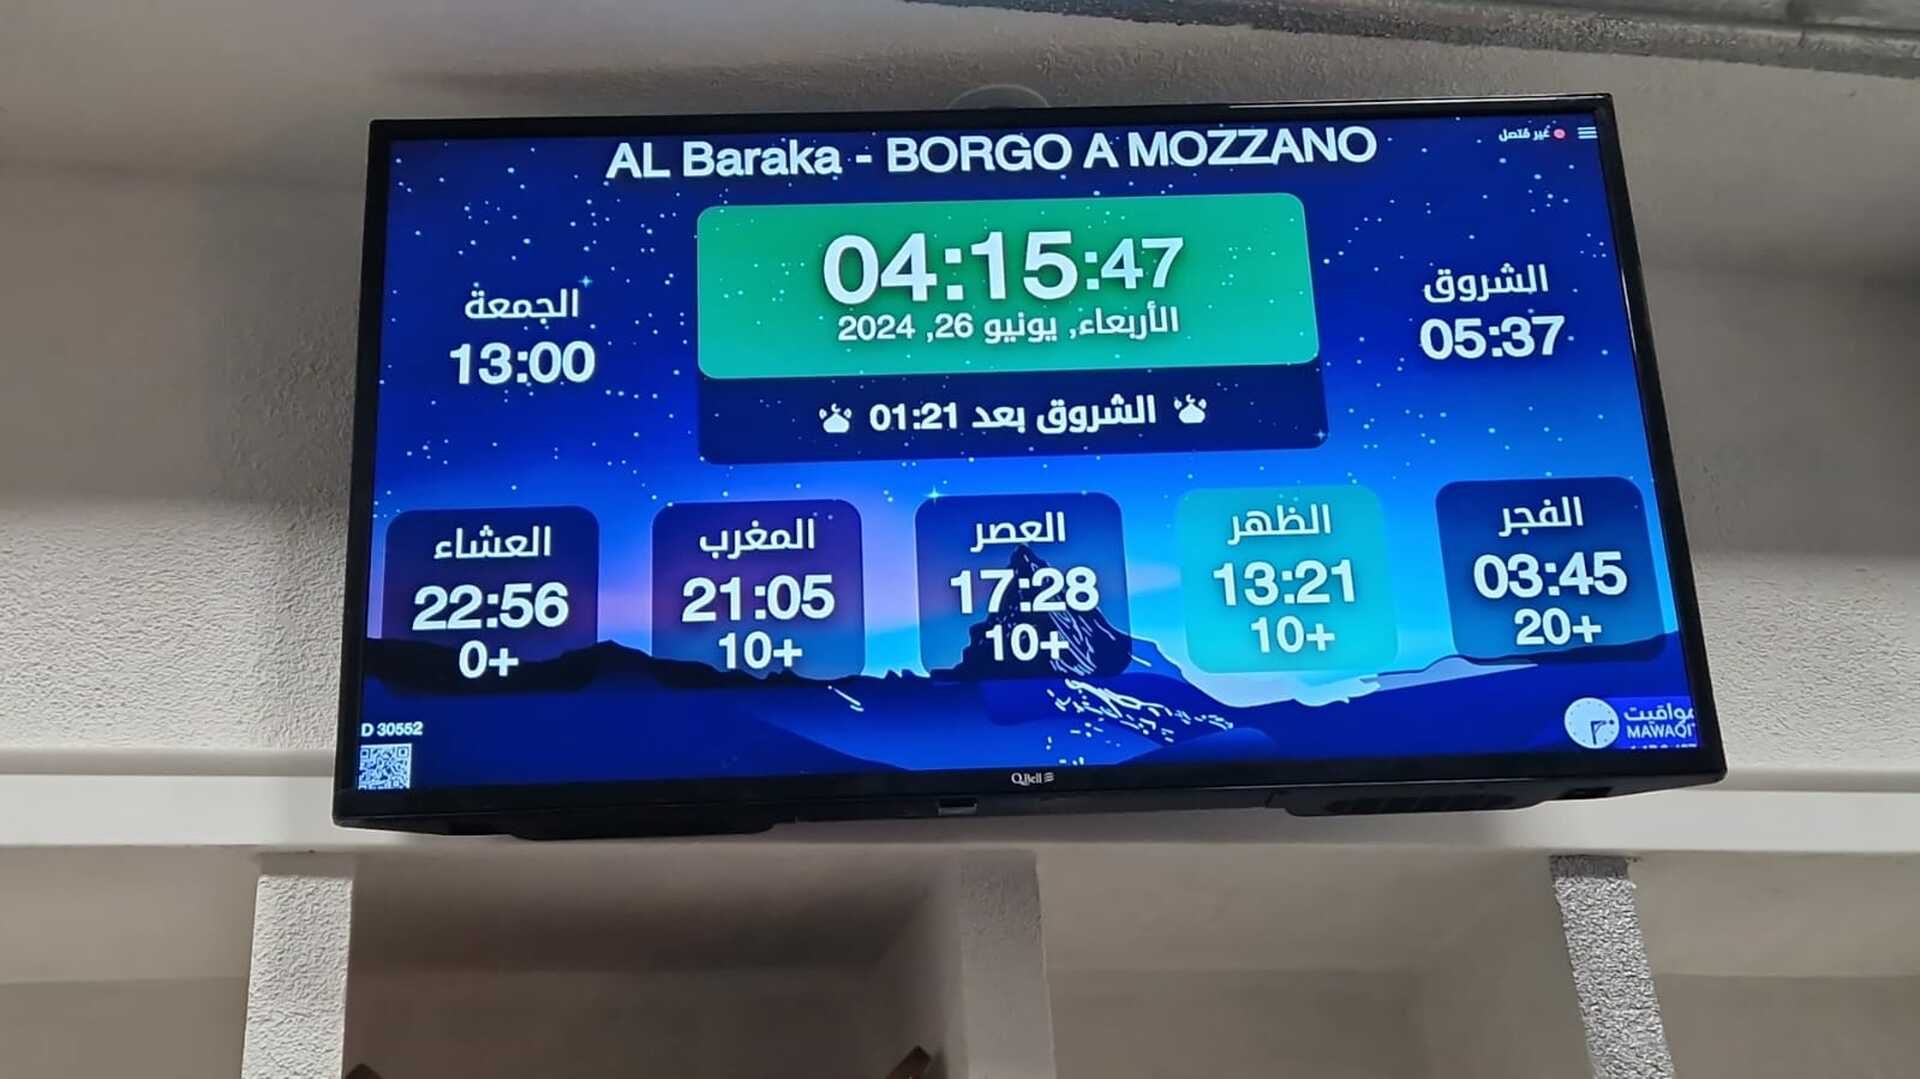 AL Baraka - BORGO A MOZZANO
غير متصل
04:15:47
الأربعاء, يونيو 26, 2024
الشروق
05:37
الجمعة
13:00
الشروق بعد 01:21
الفجر
03:45
20+
الظهر
13:21
10+
العصر
17:28
10+
المغرب
21:05
10+
العشاء
22:56
0+
D 30552
مواقيت
MAWAQIT
QBell